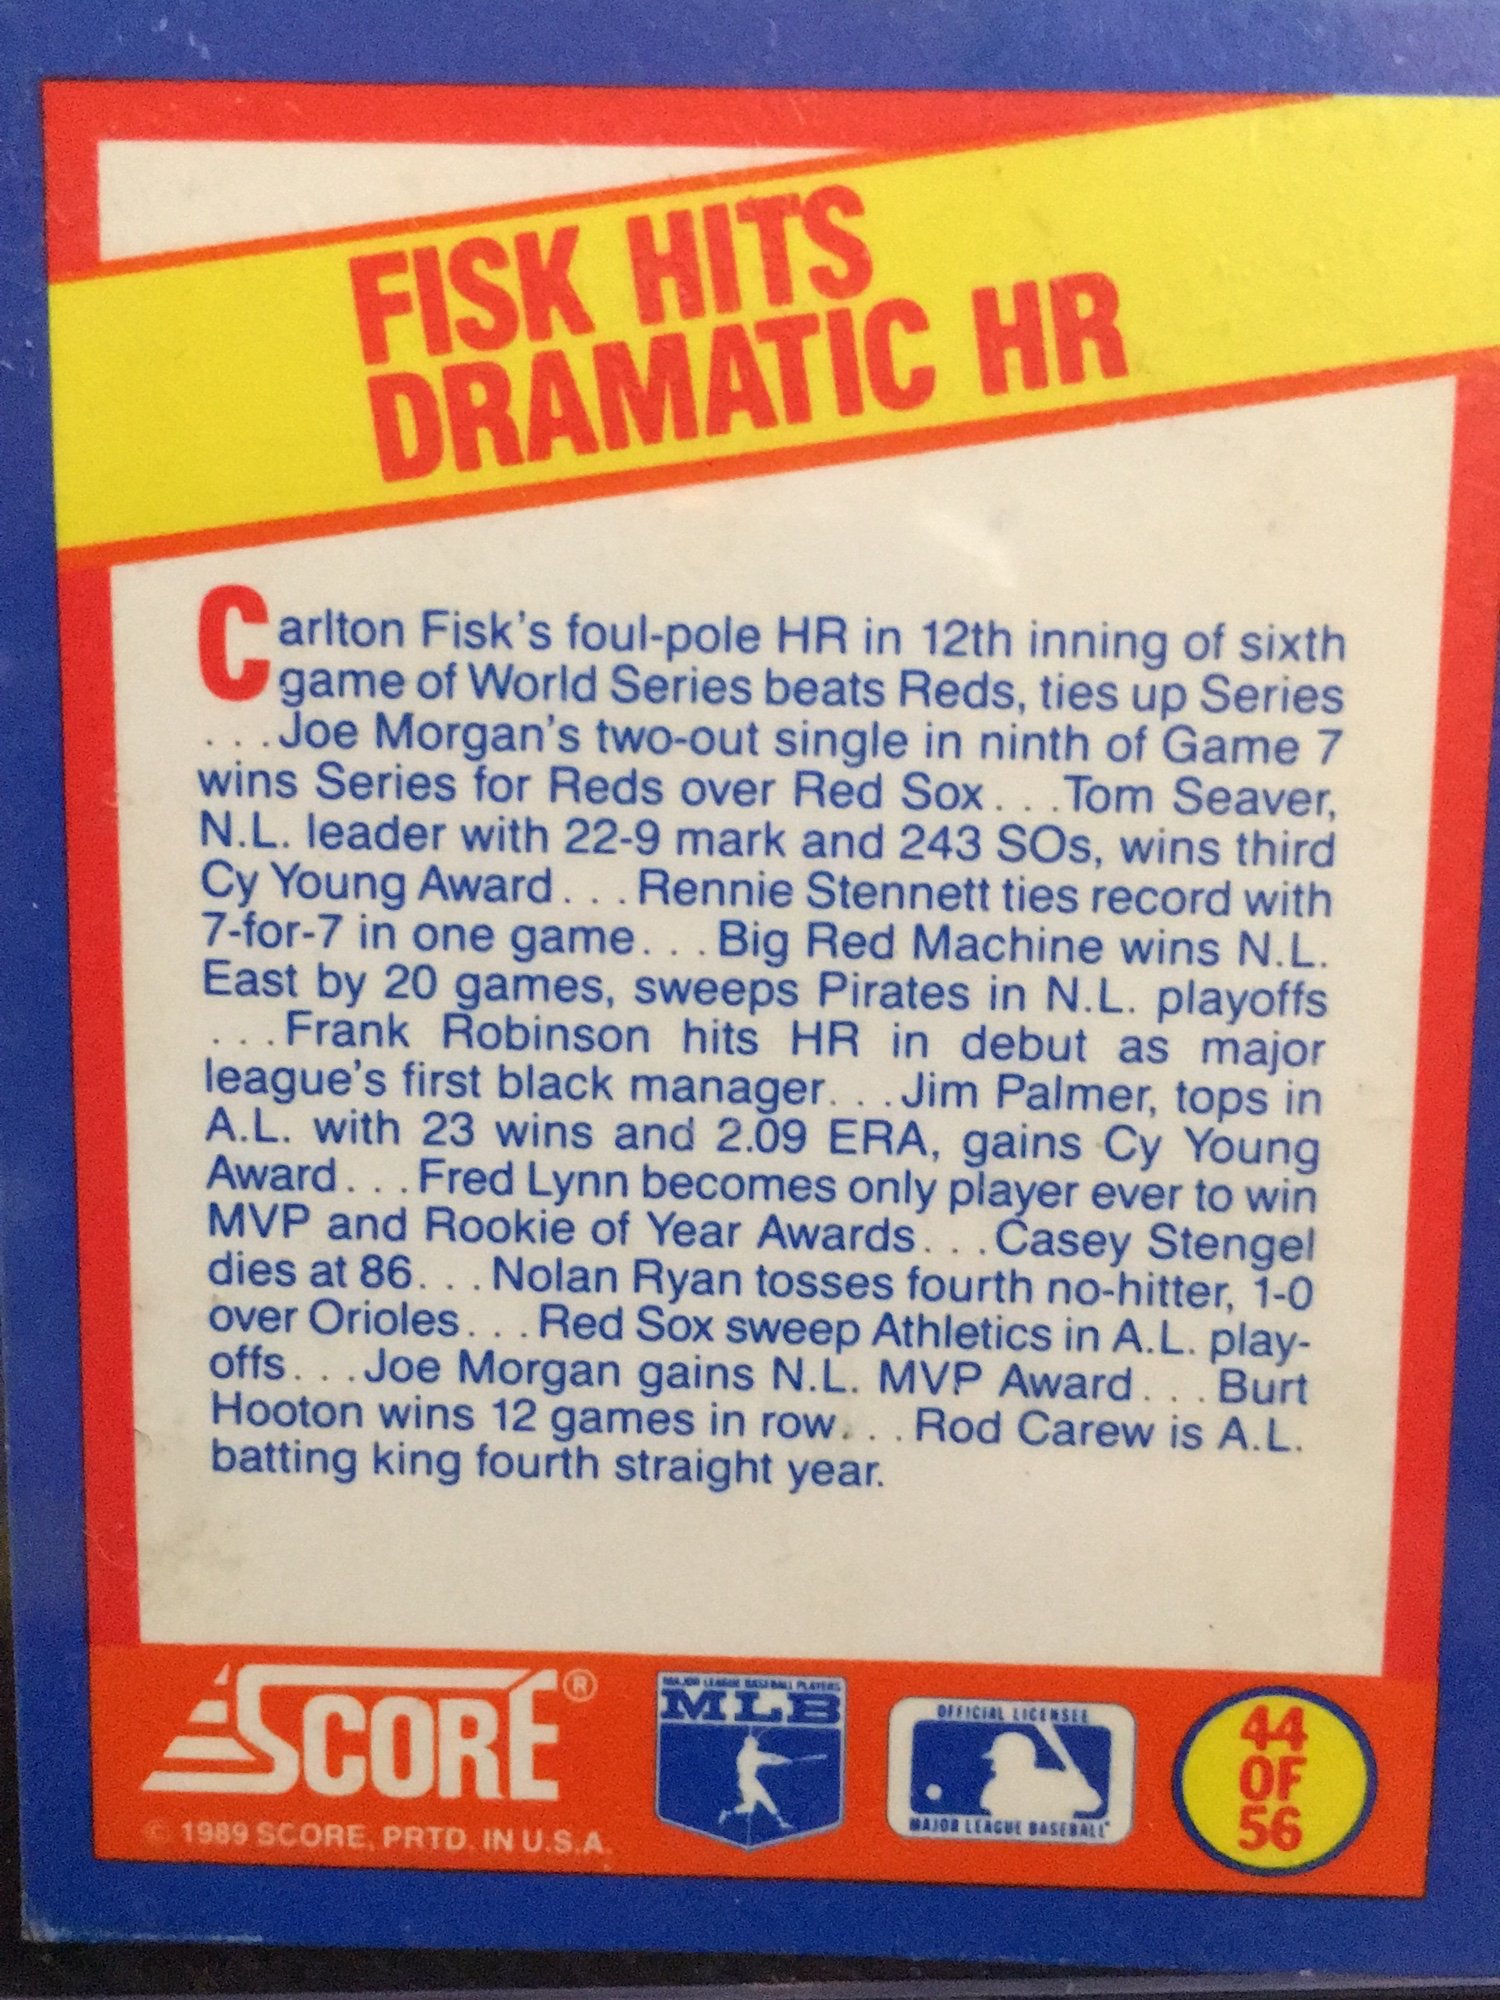 FISK HITS
DRAMATIC HR
Carlton Fisk's foul-pole HR in 12th inning of sixth
game of World Series beats Reds, ties up Series
...Joe Morgan's two-out single in ninth of Game 7
wins Series for Reds over Red Sox...Tom Seaver,
N.L. leader with 22-9 mark and 243 SOs, wins third
Cy Young Award...Rennie Stennett ties record with
7-for-7 in one game...Big Red Machine wins N.L.
East by 20 games, sweeps Pirates in N.L. playoffs
...Frank Robinson hits HR in debut as major
league's first black manager...Jim Palmer, tops in
A.L. with 23 wins and 2.09 ERA, gains Cy Young
Award...Fred Lynn becomes only player ever to win
MVP and Rookie of Year Awards...Casey Stengel
dies at 86...Nolan Ryan tosses fourth no-hitter, 1-0
over Orioles...Red Sox sweep Athletics in A.L. play-
offs...Joe Morgan gains N.L. MVP Award...Burt
Hooton wins 12 games in row...Rod Carew is A.L.
batting king fourth straight year.
SCORE®
© 1989 SCORE, PRTD. IN U.S.A.
MAJOR LEAGUE BASEBALL PLAYERS
MLB
OFFICIAL LICENSEE
MAJOR LEAGUE BASEBALL
44
OF
56